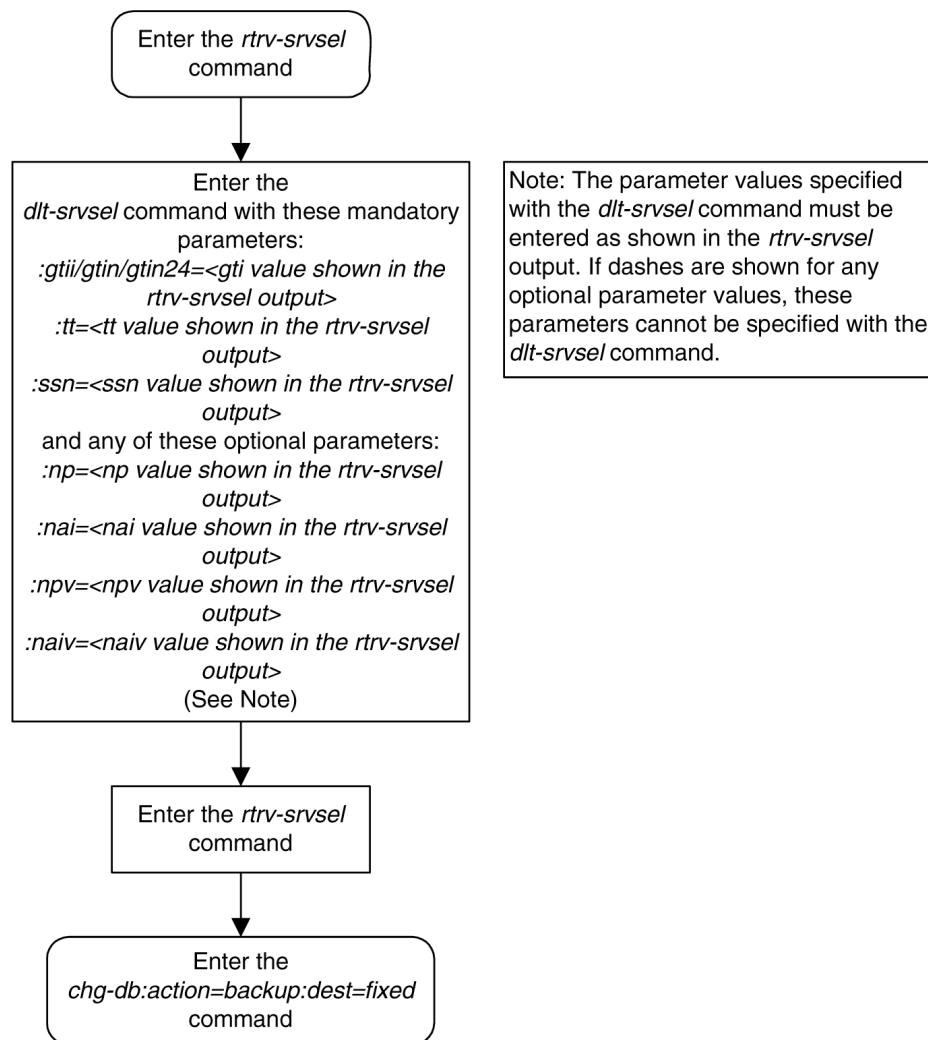 Enter the rtrv-srvsel
command
Enter the
dlt-srvsel command with these mandatory
parameters:
:gtii/gtin/gtin24=<gti value shown in the
rtrv-srvsel output>
:tt=<tt value shown in the rtrv-srvsel
output>
:ssn=<ssn value shown in the rtrv-srvsel
output>
and any of these optional parameters:
:np=<np value shown in the rtrv-srvsel
output>
:nai=<nai value shown in the rtrv-srvsel
output>
:npv=<npv value shown in the rtrv-srvsel
output>
:naiv=<naiv value shown in the rtrv-srvsel
output>
(See Note)
Note: The parameter values specified
with the dlt-srvsel command must be
entered as shown in the rtrv-srvsel
output. If dashes are shown for any
optional parameter values, these
parameters cannot be specified with the
dlt-srvsel command.
Enter the rtrv-srvsel
command
Enter the
chg-db:action=backup:dest=fixed
command